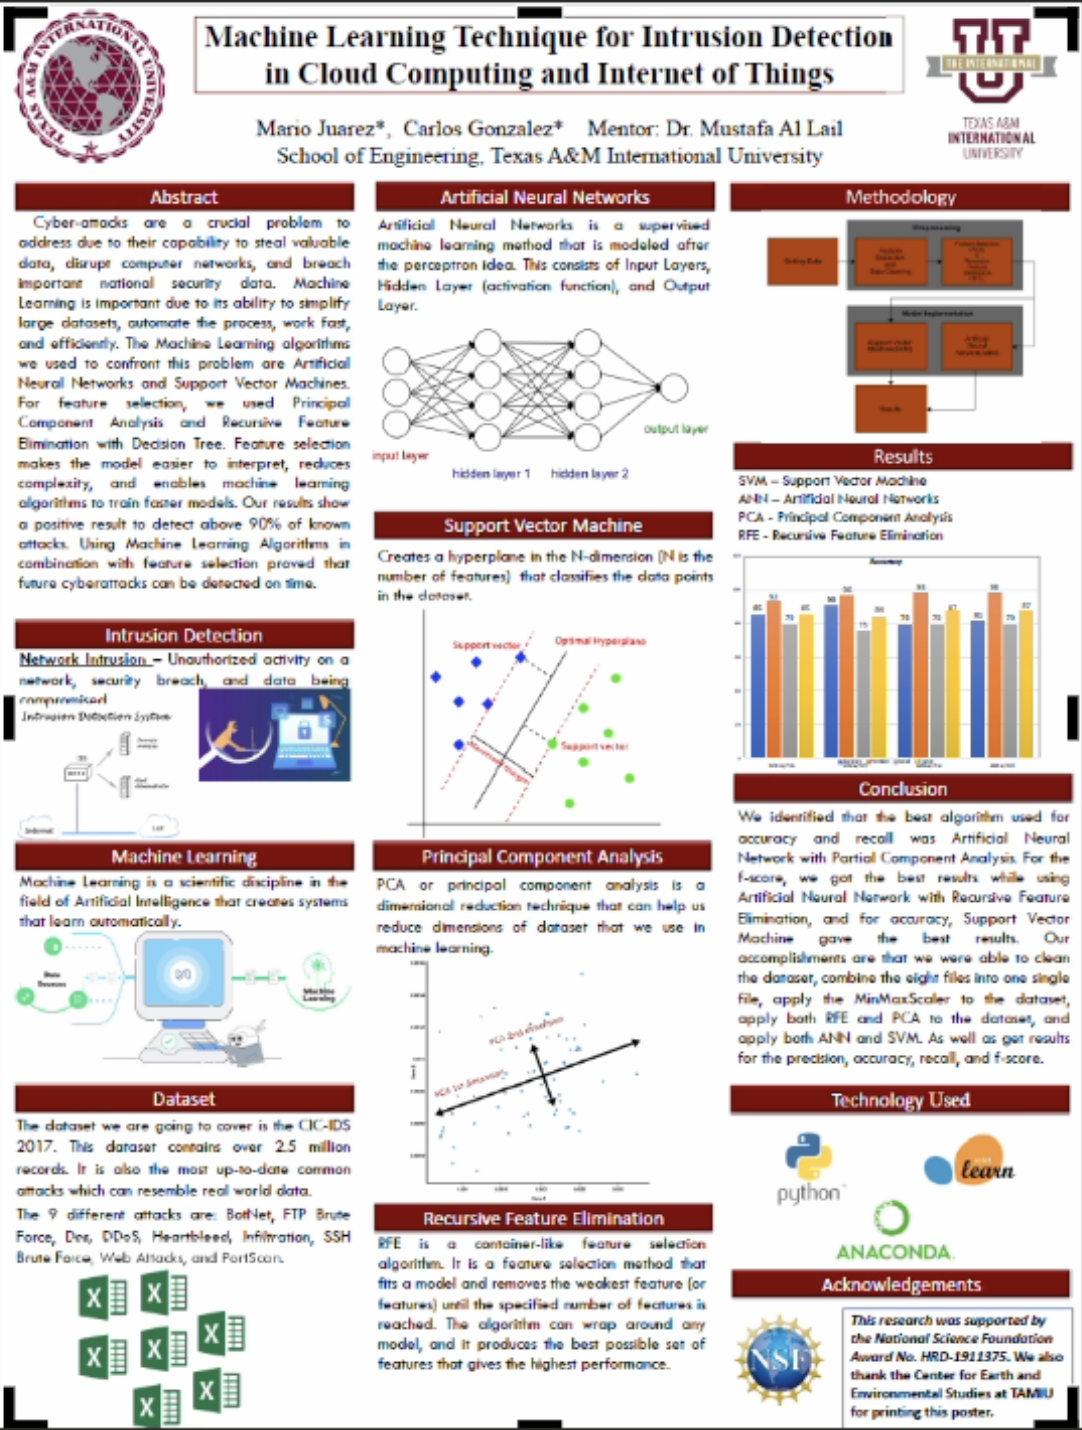 TEXAS A&M INTERNATIONAL UNIVERSITY
Machine Learning Technique for Intrusion Detection
in Cloud Computing and Internet of Things
Mario Juarez*, Carlos Gonzalez* Mentor: Dr. Mustafa Al Lail
School of Engineering, Texas A&M International University
THE INTERNATIONAL
TEXAS A&M
INTERNATIONAL
UNIVERSITY
Abstract
Cyber-attacks are a crucial problem to
address due to their capability to steal valuable
data, disrupt computer networks, and breach
important national security data. Machine
Learning is important due to its ability to simplify
large datasets, automate the process, work fast,
and efficiently. The Machine Learning algorithms
we used to confront this problem are Artificial
Neural Networks and Support Vector Machines.
For feature selection, we used Principal
Component Analysis and Recursive Feature
Elimination with Decision Tree. Feature selection
makes the model easier to interpret, reduces
complexity, and enables machine learning
algorithms to train faster models. Our results show
a positive result to detect above 90% of known
attacks. Using Machine Learning Algorithms in
combination with feature selection proved that
future cyberattacks can be detected on time.
Intrusion Detection
Network Intrusion – Unauthorized activity on a
network, security breach, and data being
compromised
Intrusion Detection System
Internet
Machine Learning
Machine Learning is a scientific discipline in the
field of Artificial Intelligence that creates systems
that learn automatically.
Data
Sources
Machine
Learning
Dataset
The dataset we are going to cover is the CIC-IDS
2017. This dataset contains over 2.5 million
records. It is also the most up-to-date common
attacks which can resemble real world data.
The 9 different attacks are: BotNet, FTP Brute
Force, Dos, DDoS, Heartbleed, Infiltration, SSH
Brute Force, Web Attacks, and PortScan.
Artificial Neural Networks
Artificial Neural Networks is a supervised
machine learning method that is modeled after
the perceptron idea. This consists of Input Layers,
Hidden Layer (activation function), and Output
Layer.
input layer
hidden layer 1 hidden layer 2
output layer
Support Vector Machine
Creates a hyperplane in the N-dimension (N is the
number of features) that classifies the data points
in the dataset.
Support vector
Optimal Hyperplane
Support vector
Maximum margin
Principal Component Analysis
PCA or principal component analysis is a
dimensional reduction technique that can help us
reduce dimensions of dataset that we use in
machine learning.
PCA 2nd dimension
PCA 1st dimension
Recursive Feature Elimination
RFE is a container-like feature selection
algorithm. It is a feature selection method that
fits a model and removes the weakest feature (or
features) until the specified number of features is
reached. The algorithm can wrap around any
model, and it produces the best possible set of
features that gives the highest performance.
Methodology
Preprocessing
Model Implementation
Results
Results
SVM – Support Vector Machine
ANN – Artificial Neural Networks
PCA - Principal Component Analysis
RFE - Recursive Feature Elimination
Accuracy
Conclusion
We identified that the best algorithm used for
accuracy and recall was Artificial Neural
Network with Partial Component Analysis. For the
f-score, we got the best results while using
Artificial Neural Network with Recursive Feature
Elimination, and for accuracy, Support Vector
Machine gave the best results. Our
accomplishments are that we were able to clean
the dataset, combine the eight files into one single
file, apply the MinMaxScaler to the dataset,
apply both RFE and PCA to the dataset, and
apply both ANN and SVM. As well as get results
for the precision, accuracy, recall, and f-score.
Technology Used
python
learn
ANACONDA.
Acknowledgements
NSF
This research was supported by
the National Science Foundation
Award No. HRD-1911375. We also
thank the Center for Earth and
Environmental Studies at TAMIU
for printing this poster.